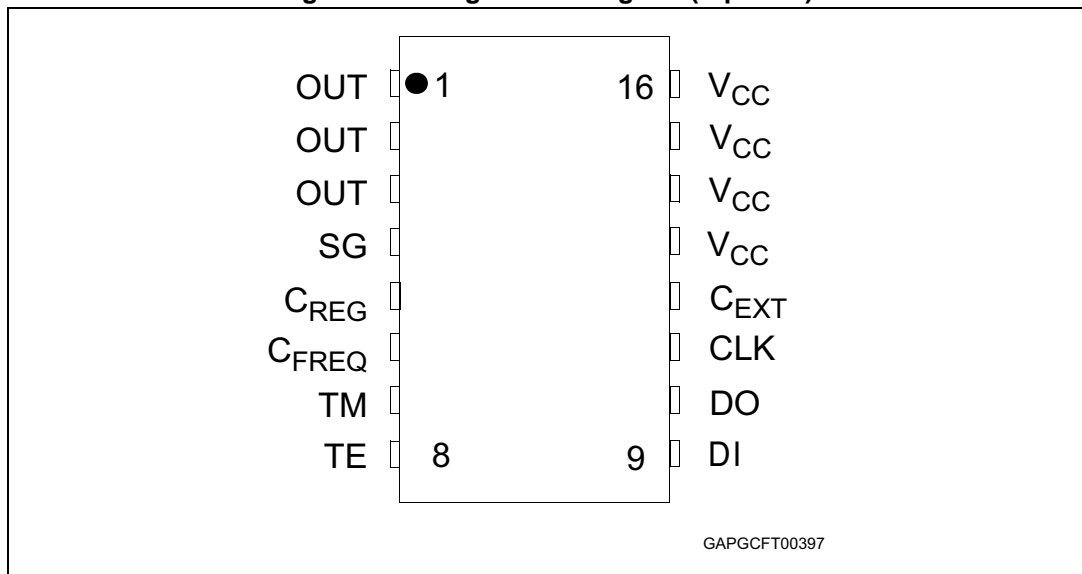 OUT 1 16 VCC
OUT VCC
OUT VCC
SG VCC
CREG CEXT
CFREQ CLK
TM DO
TE 8 9 DI
GAPGCFT00397